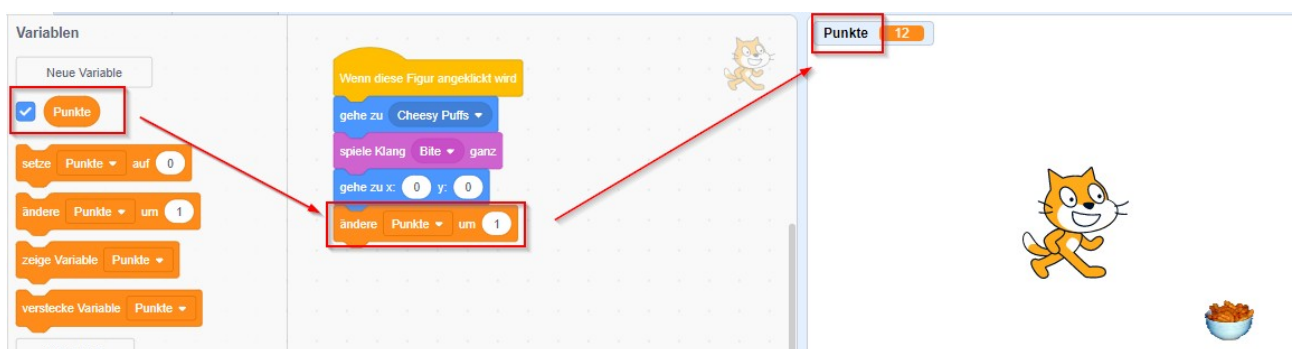 Variablen
Neue Variable
Punkte
setze Punkte auf 0
ändere Punkte um 1
zeige Variable Punkte
verstecke Variable Punkte
Wenn diese Figur angeklickt wird
gehe zu Cheesy Puffs
spiele Klang Bite ganz
gehe zu x: 0 y: 0
ändere Punkte um 1
Punkte 12